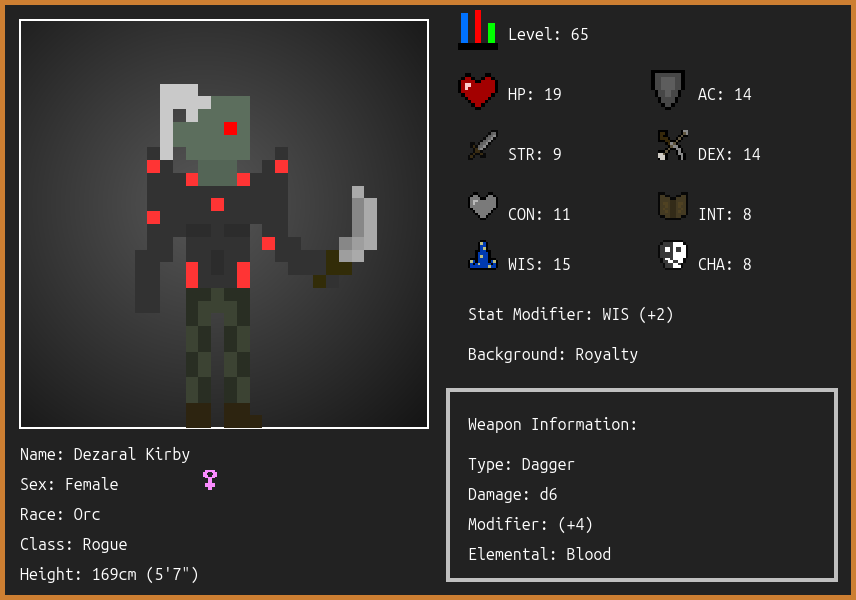 Level: 65
HP: 19
AC: 14
STR: 9
DEX: 14
CON: 11
INT: 8
WIS: 15
CHA: 8
Stat Modifier: WIS (+2)
Background: Royalty
Weapon Information:
Type: Dagger
Damage: d6
Modifier: (+4)
Elemental: Blood
Name: Dezaral Kirby
Sex: Female
Race: Orc
Class: Rogue
Height: 169cm (5'7")